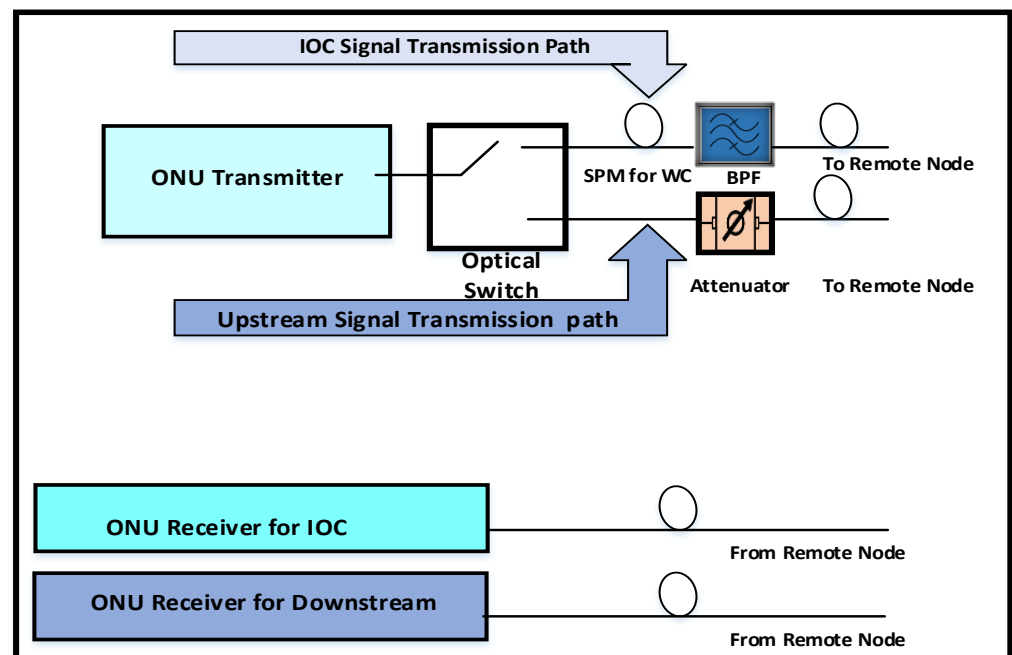 IOC Signal Transmission Path
ONU Transmitter
SPM for WC
BPF
To Remote Node
Optical
Switch
Attenuator
To Remote Node
Upstream Signal Transmission path
ONU Receiver for IOC
From Remote Node
ONU Receiver for Downstream
From Remote Node